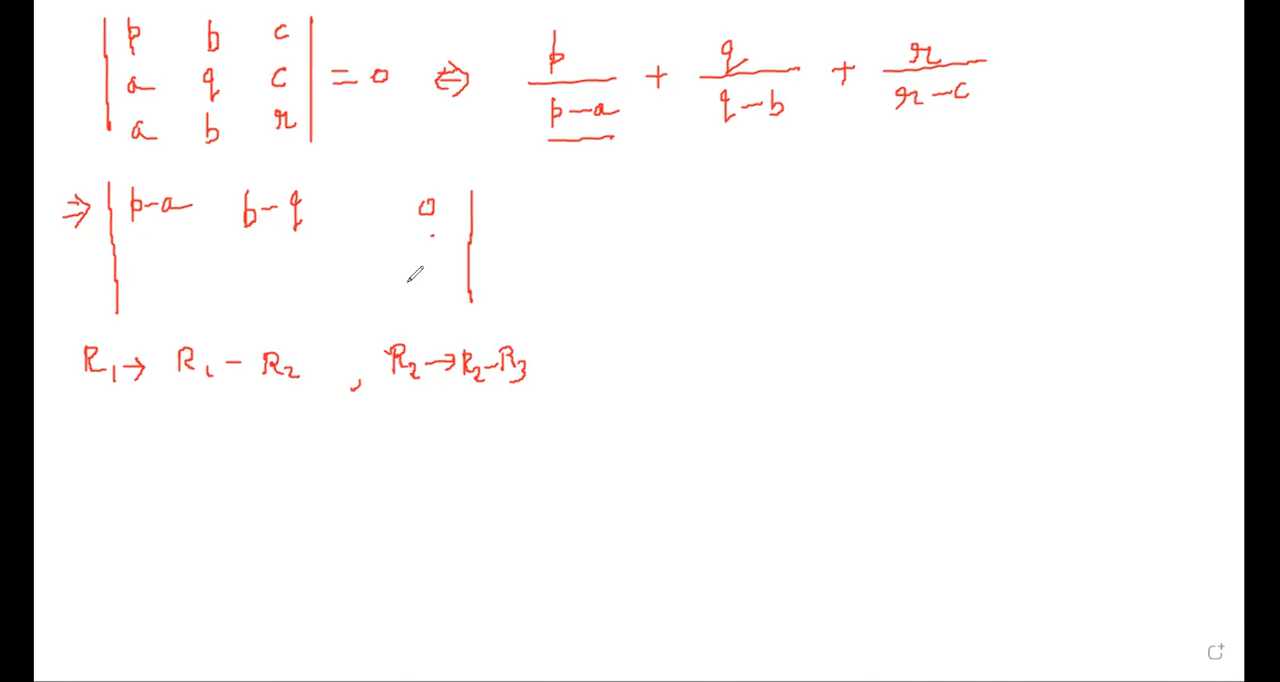 | p b c |
| a q c | = 0 ⇔ p/(p-a) + q/(q-b) + r/(r-c)
| a b r |
⇒ | p-a b-q 0 |
R₁ → R₁ - R₂ , R₂ → R₂ - R₃